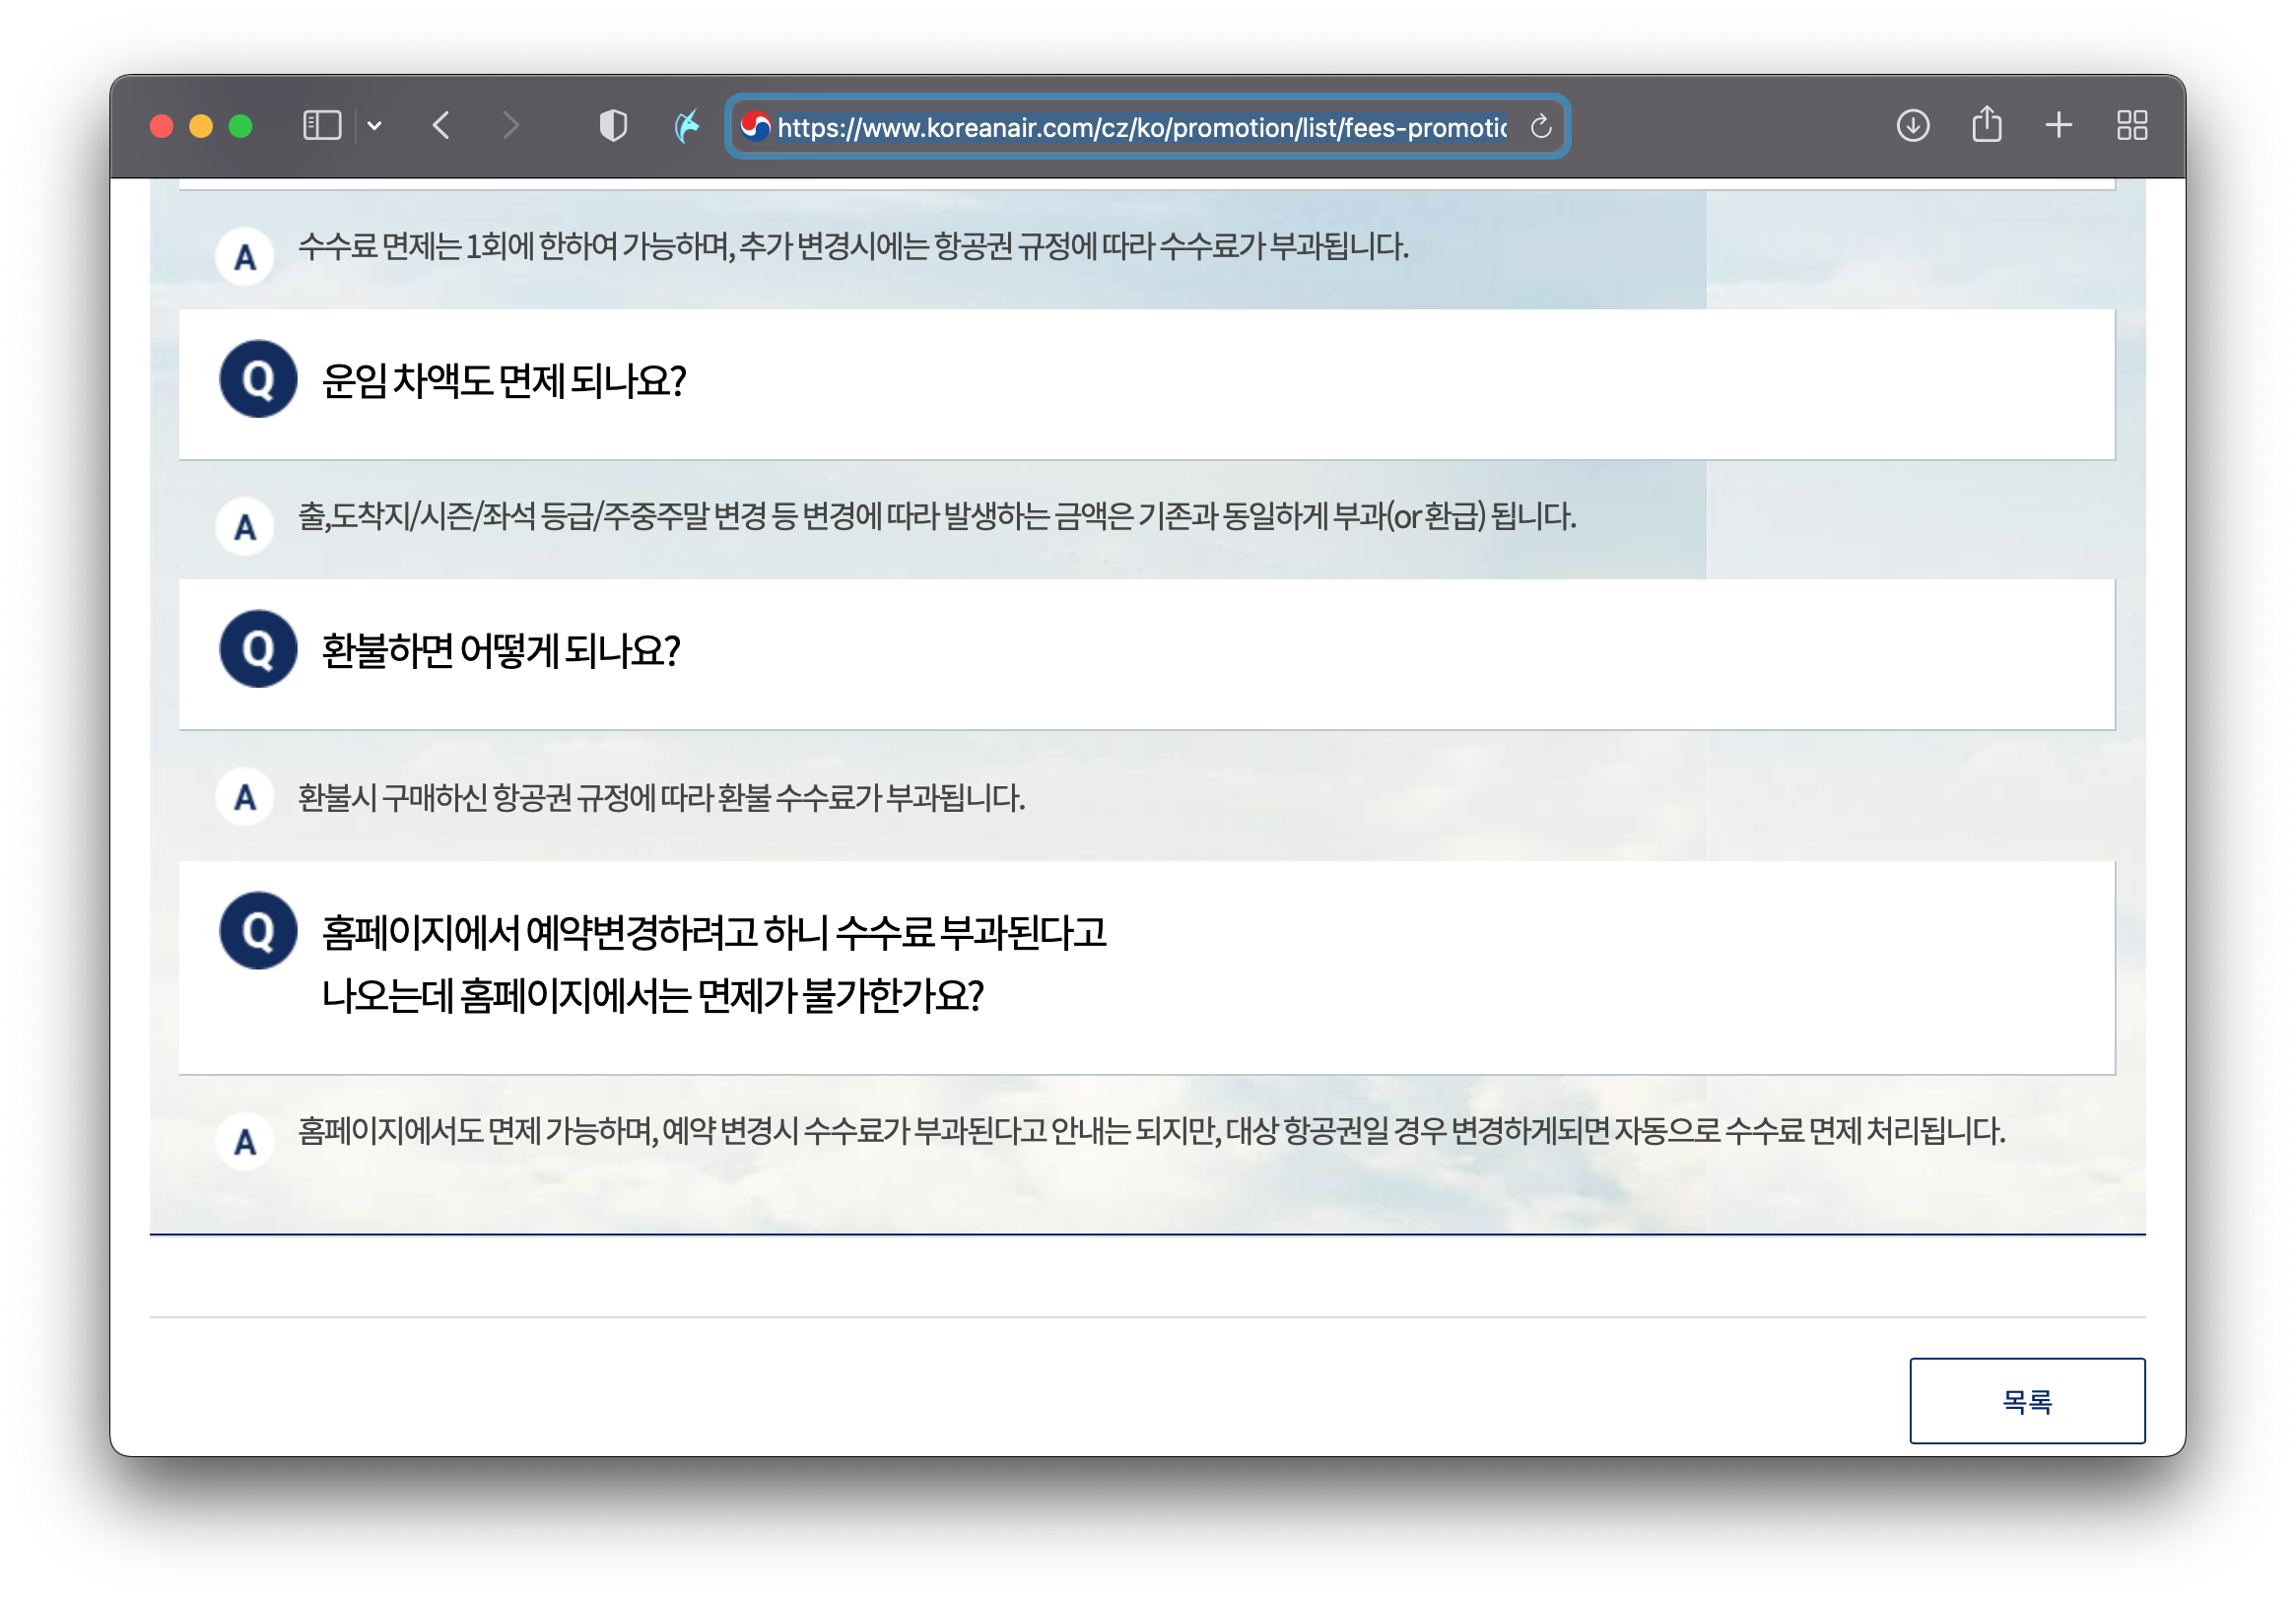 https://www.koreanair.com/cz/ko/promotion/list/fees-promotic
A 수수료 면제는 1회에 한하여 가능하며, 추가 변경시에는 항공권 규정에 따라 수수료가 부과됩니다.
Q 운임 차액도 면제 되나요?
A 출,도착지/시즌/좌석 등급/주중주말 변경 등 변경에 따라 발생하는 금액은 기존과 동일하게 부과(or 환급) 됩니다.
Q 환불하면 어떻게 되나요?
A 환불시 구매하신 항공권 규정에 따라 환불 수수료가 부과됩니다.
Q 홈페이지에서 예약변경하려고 하니 수수료 부과된다고
나오는데 홈페이지에서는 면제가 불가한가요?
A 홈페이지에서도 면제 가능하며, 예약 변경시 수수료가 부과된다고 안내는 되지만, 대상 항공권일 경우 변경하게되면 자동으로 수수료 면제 처리됩니다.
목록